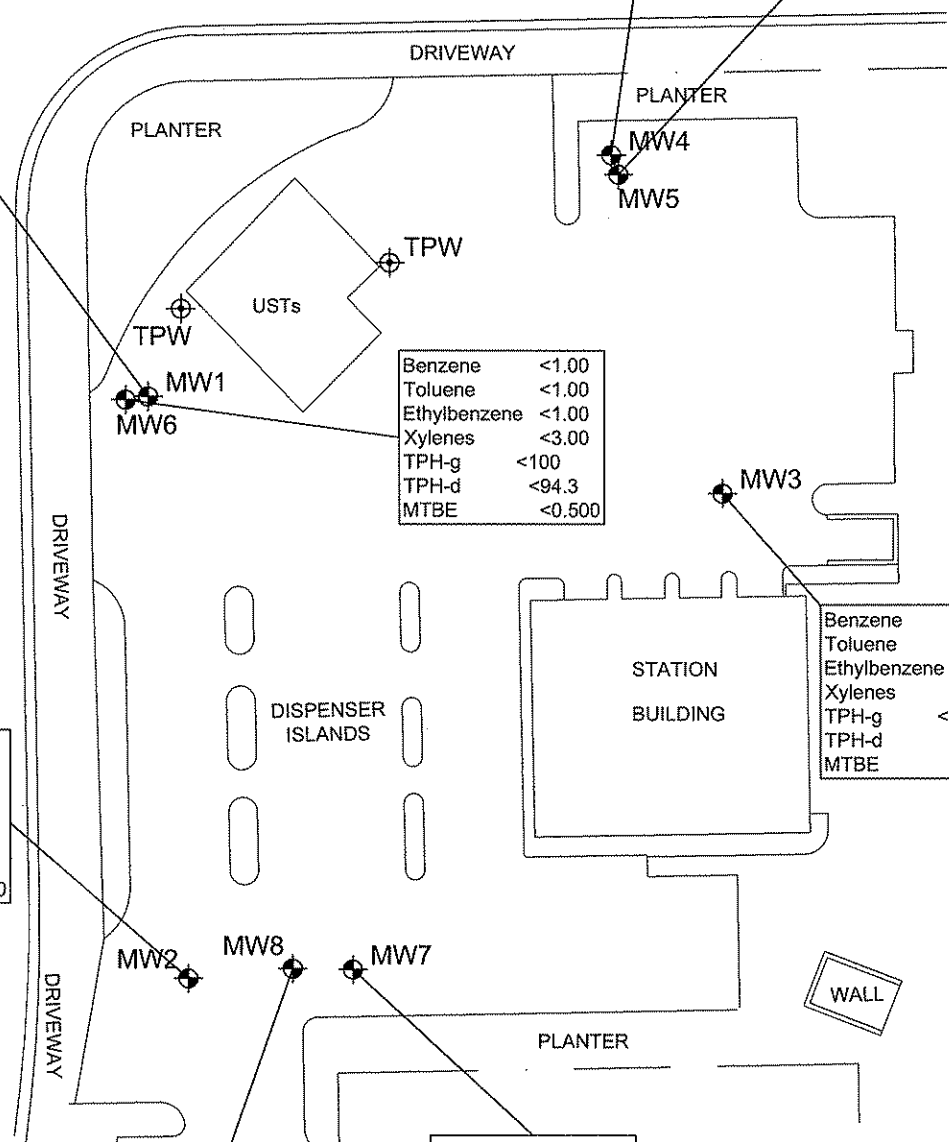 DRIVEWAY
PLANTER
PLANTER
MW4
MW5
TPW
USTs
TPW
MW1
MW6
Benzene <1.00
Toluene <1.00
Ethylbenzene <1.00
Xylenes <3.00
TPH-g <100
TPH-d <94.3
MTBE <0.500
MW3
DRIVEWAY
Benzene
Toluene
Ethylbenzene
Xylenes
TPH-g <
TPH-d
MTBE
STATION
BUILDING
DISPENSER
ISLANDS
0
MW2
MW8
MW7
DRIVEWAY
WALL
PLANTER